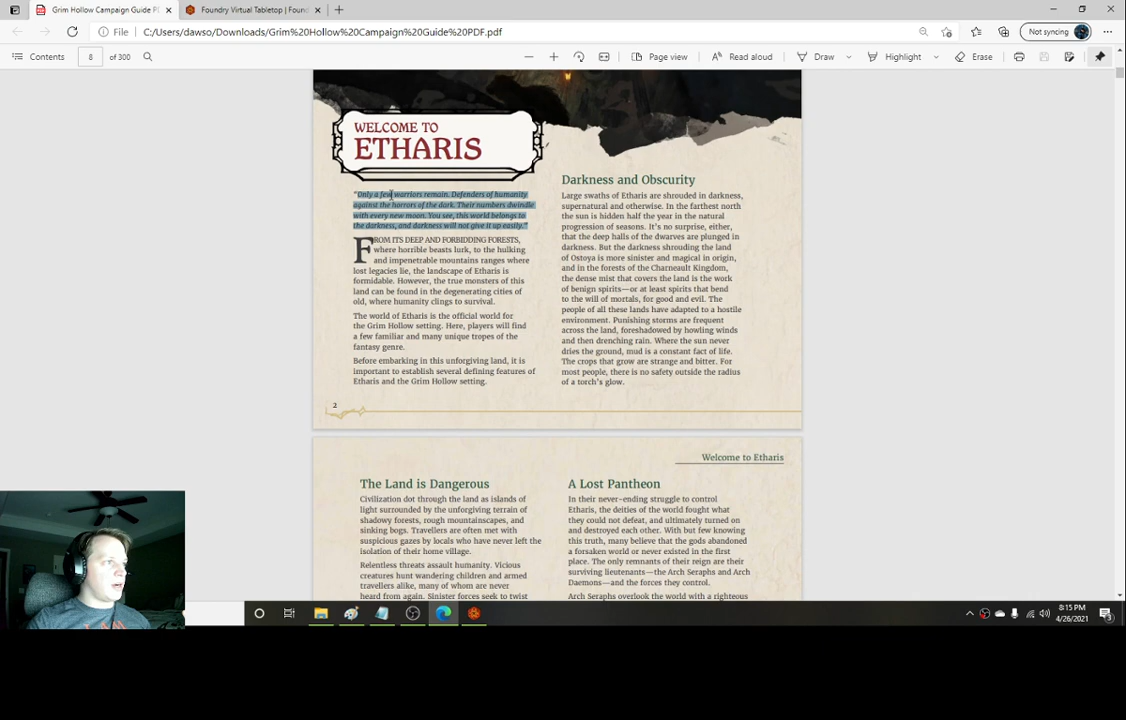 Grim Hollow Campaign Guide PD
Foundry Virtual Tabletop | Found
File
C:/Users/dawso/Downloads/Grim%20Hollow%20Campaign%20Guide%20PDF.pdf
Not syncing
Contents
8
of 300
Page view
Read aloud
Draw
Highlight
Erase
WELCOME TO
ETHARIS
"Only a few warriors remain. Defenders of humanity
against the horrors of the dark. Their numbers dwindle
with every new moon. You see, this world belongs to
the darkness, and darkness will not give it up easily."
FROM ITS DEEP AND FORBIDDING FORESTS,
where horrible beasts lurk, to the hulking
and impenetrable mountains ranges where
lost legacies lie, the landscape of Etharis is
formidable. However, the true monsters of this
land can be found in the degenerating cities of
old, where humanity clings to survival.
The world of Etharis is the official world for
the Grim Hollow setting. Here, players will find
a few familiar and many unique tropes of the
fantasy genre.
Before embarking in this unforgiving land, it is
important to establish several defining features of
Etharis and the Grim Hollow setting.
2
Darkness and Obscurity
Large swaths of Etharis are shrouded in darkness,
supernatural and otherwise. In the farthest north
the sun is hidden half the year in the natural
progression of seasons. It's no surprise, either,
that the deep halls of the dwarves are plunged in
darkness. But the darkness shrouding the land
of Ostoya is more sinister and magical in origin,
and in the forests of the Charneault Kingdom,
the dense mist that covers the land is the work
of benign spirits—or at least spirits that bend
to the will of mortals, for good and evil. The
people of all these lands have adapted to a hostile
environment. Punishing storms are frequent
across the land, foreshadowed by howling winds
and then drenching rain. Where the sun never
dries the ground, mud is a constant fact of life.
The crops that grow are strange and bitter. For
most people, there is no safety outside the radius
of a torch's glow.
Welcome to Etharis
The Land is Dangerous
Civilization dot through the land as islands of
light surrounded by the unforgiving terrain of
shadowy forests, rough mountainscapes, and
sinking bogs. Travellers are often met with
suspicious gazes by locals who have never left the
isolation of their home village.
Relentless threats assault humanity. Vicious
creatures hunt wandering children and armed
travellers alike, many of whom are never
heard from again. Sinister forces seek to twist
A Lost Pantheon
In their never-ending struggle to control
Etharis, the deities of the world fought what
they could not defeat, and ultimately turned on
and destroyed each other. With but few knowing
this truth, many believe that the gods abandoned
a forsaken world or never existed in the first
place. The only remnants of their reign are their
surviving lieutenants—the Arch Seraphs and Arch
Daemons—and the forces they control.
Arch Seraphs overlook the world with a righteous
8:15 PM
4/26/2021